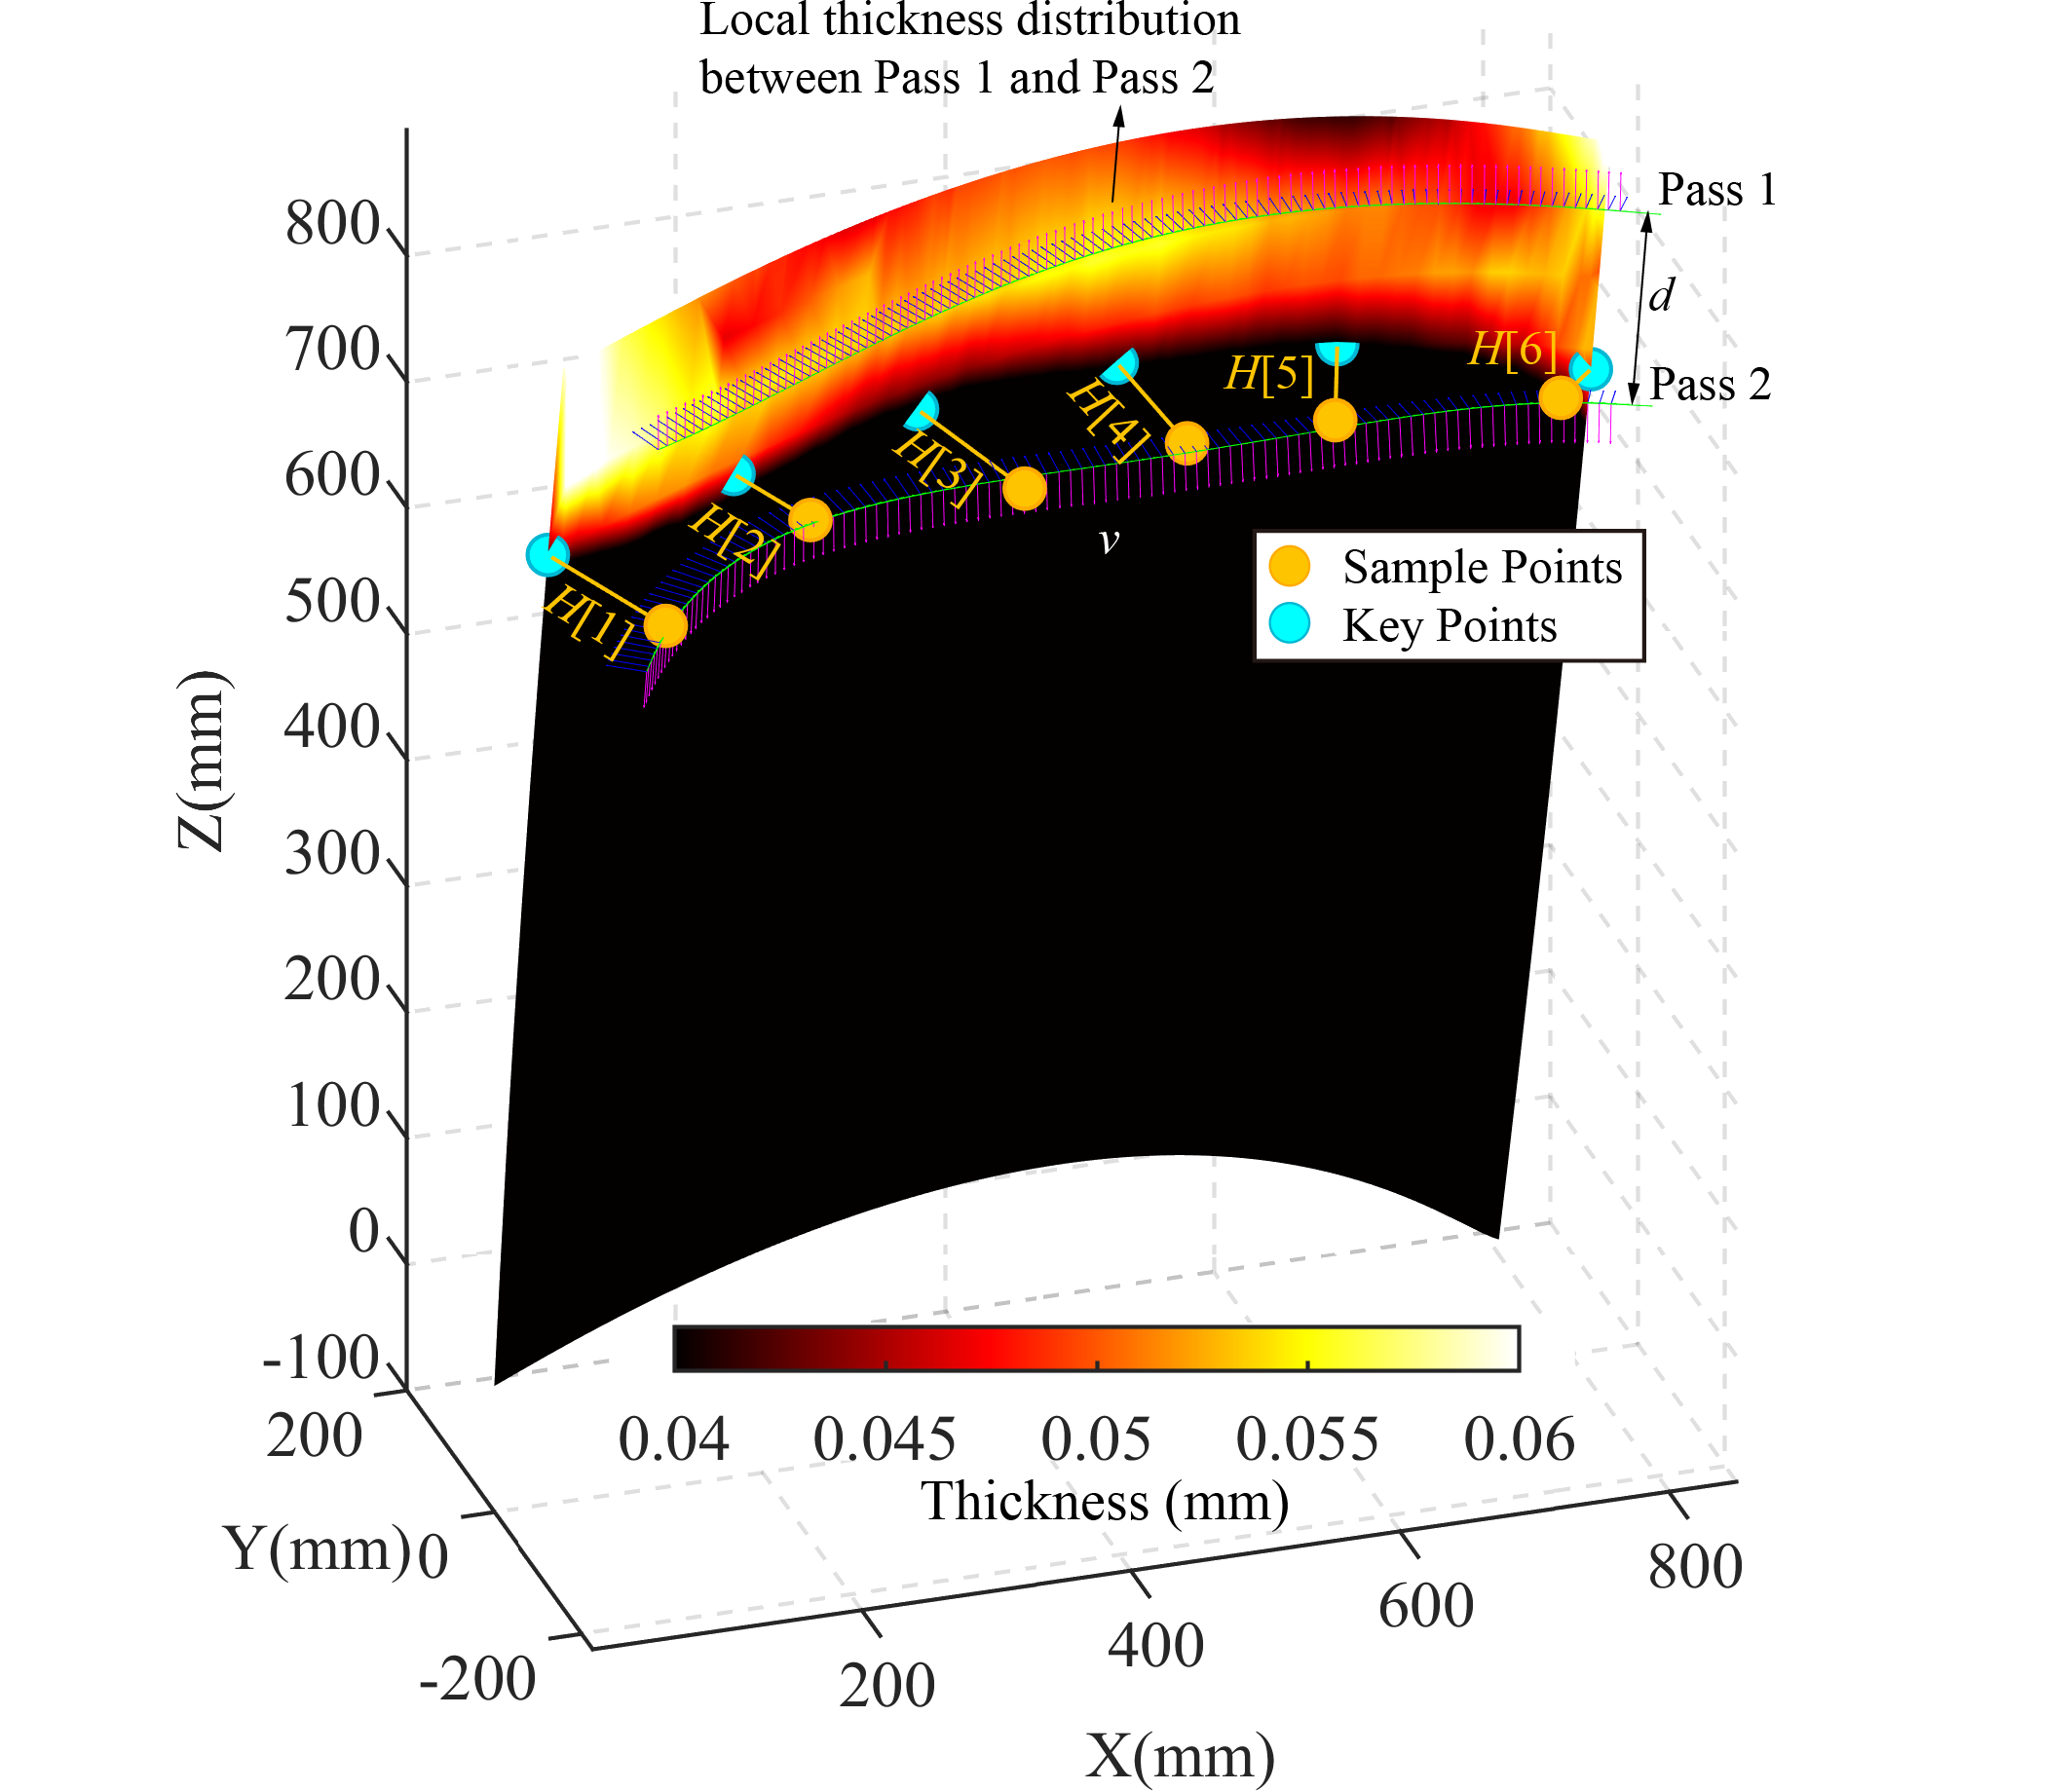 Local thickness distribution
between Pass 1 and Pass 2
Pass 1
d
Pass 2
H[1]
H[2]
H[3]
H[4]
H[5]
H[6]
v
Sample Points
Key Points
800
700
600
500
400
300
200
100
0
-100
Z(mm)
200
0
-200
Y(mm)
0.04 0.045 0.05 0.055 0.06
Thickness (mm)
200
400
600
800
X(mm)